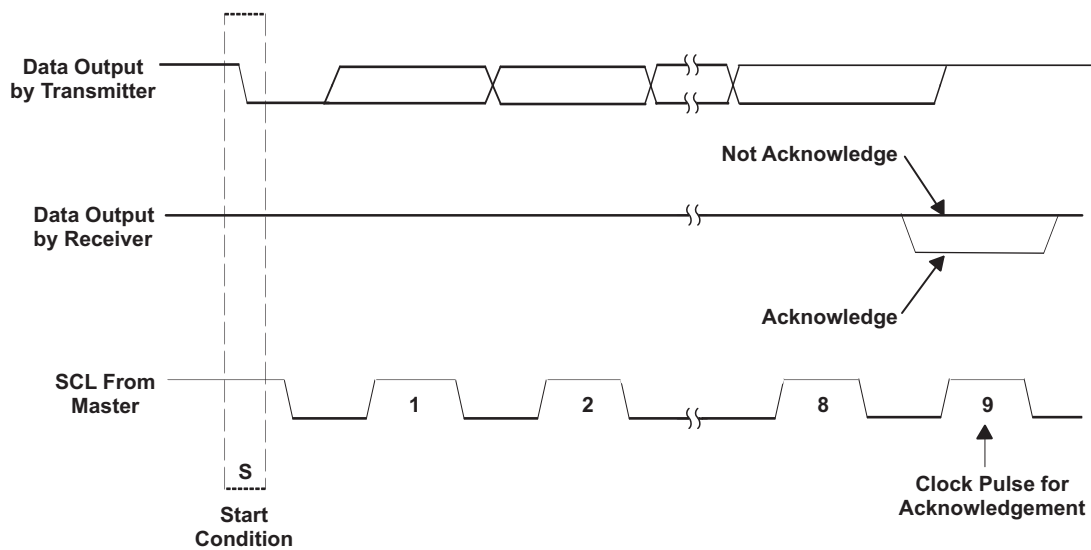 Data Output
by Transmitter
Not Acknowledge
Data Output
by Receiver
Acknowledge
SCL From
Master
1
2
8
9
S
Start
Condition
Clock Pulse for
Acknowledgement